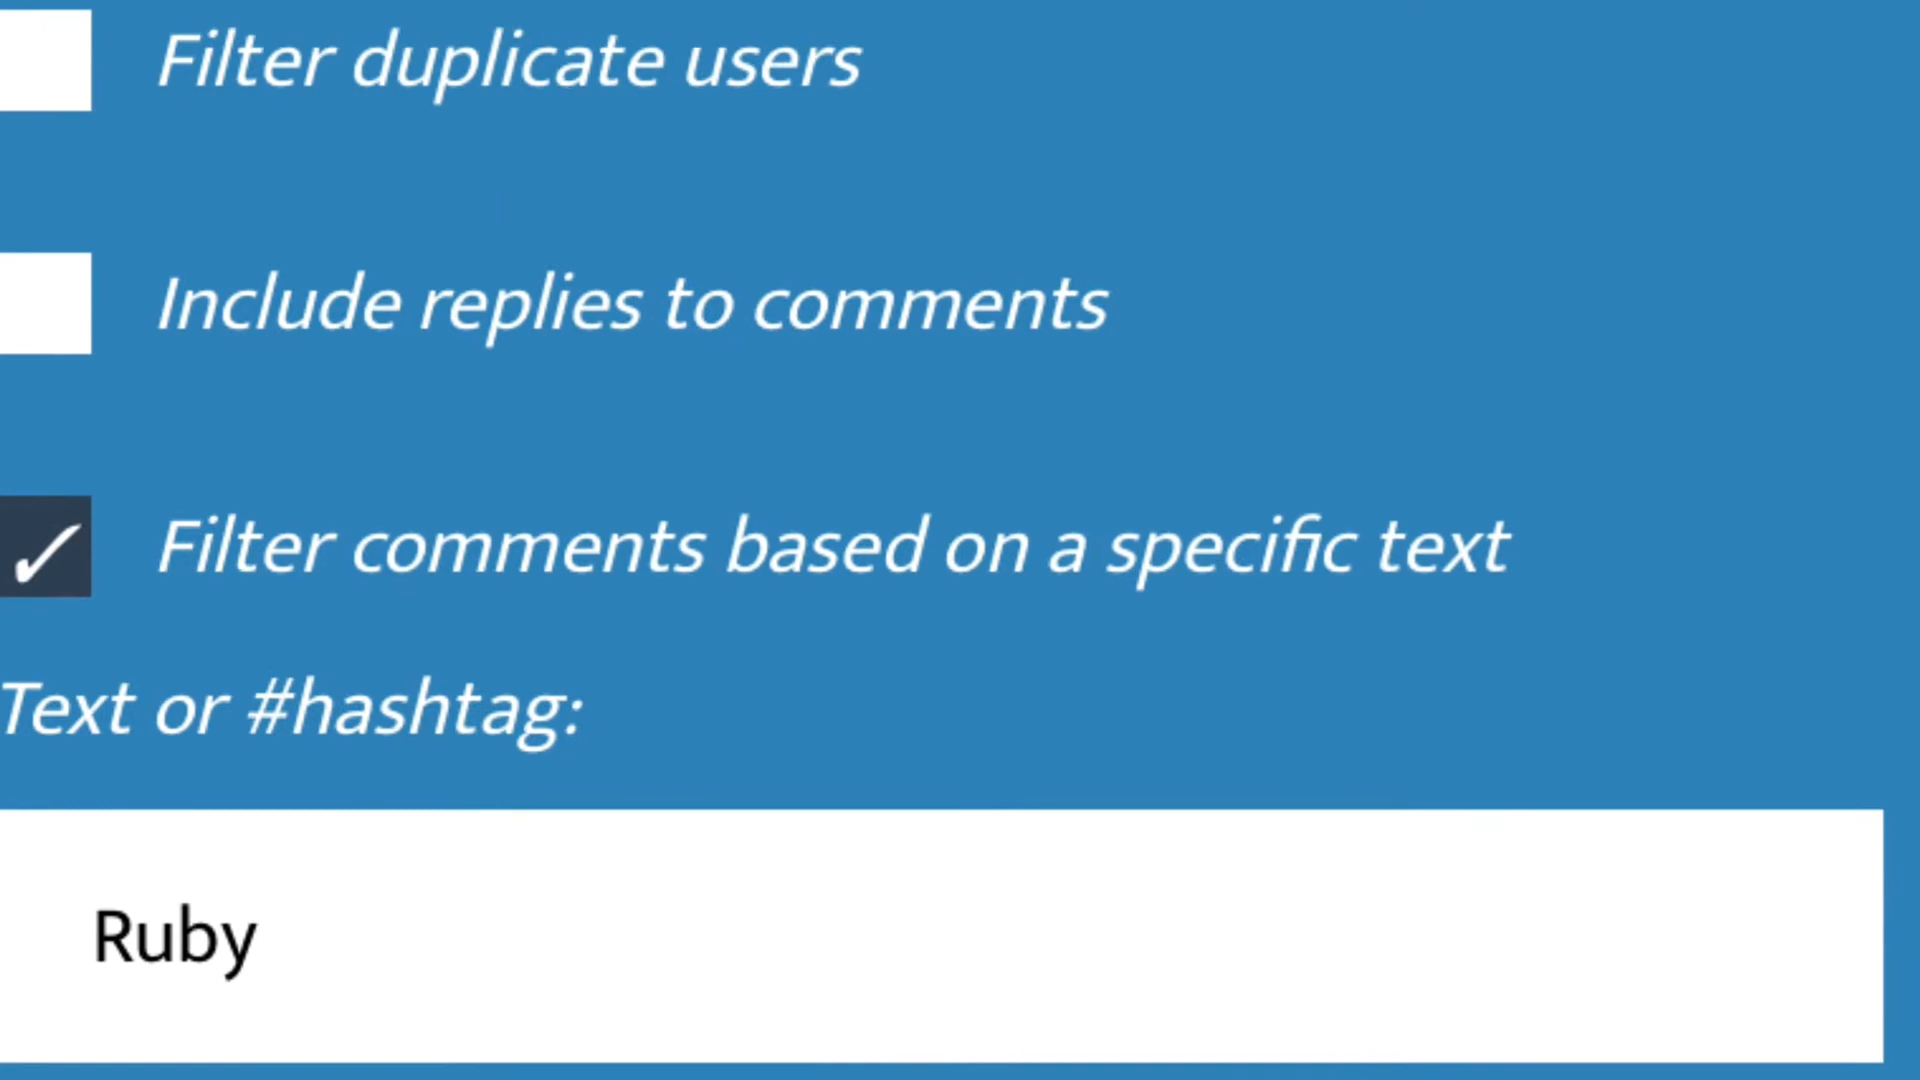 Filter duplicate users
Include replies to comments
✓ Filter comments based on a specific text
Text or #hashtag:
Ruby